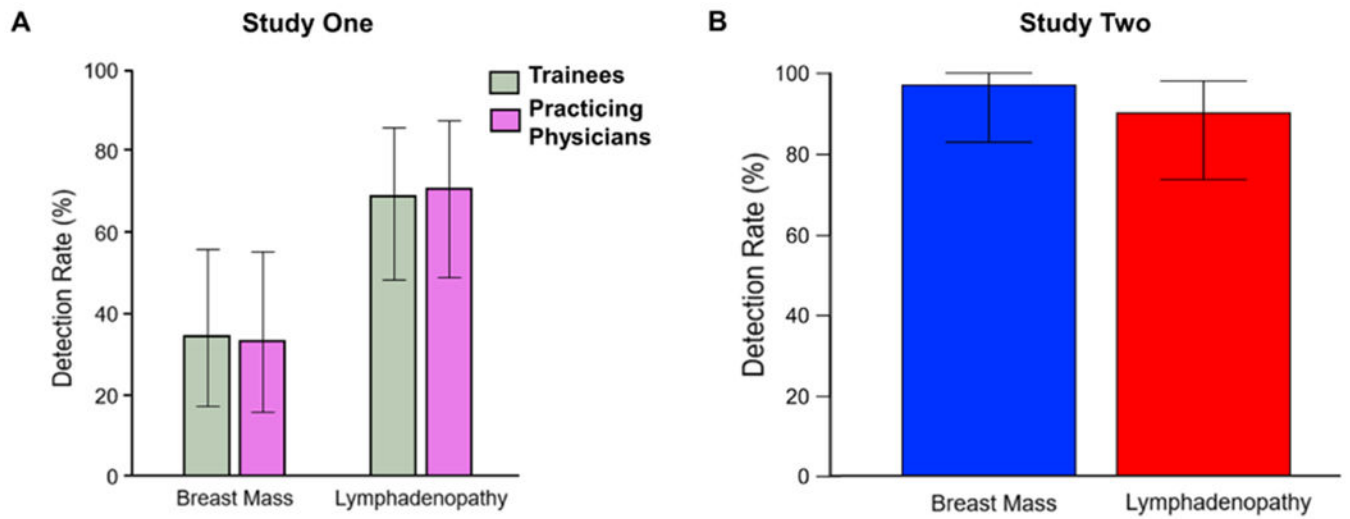 A
Study One
100
80
60
40
20
0
Detection Rate (%)
Trainees
Practicing
Physicians
Breast Mass
Lymphadenopathy
B
Study Two
100
80
60
40
20
0
Detection Rate (%)
Breast Mass
Lymphadenopathy